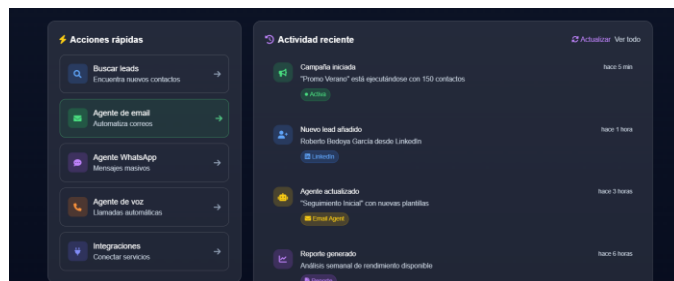 Acciones rápidas
Buscar leads
Encuentra nuevos contactos
Agente de email
Automatiza correos
Agente WhatsApp
Mensajes masivos
Agente de voz
Llamadas automáticas
Integraciones
Conectar servicios
Actividad reciente
Actualizar Ver todo
Campaña iniciada
hace 5 min
"Promo Verano" está ejecutándose con 150 contactos
Activa
Nuevo lead añadido
hace 1 hora
Roberto Bedoya García desde LinkedIn
LinkedIn
Agente actualizado
hace 3 horas
"Seguimiento Inicial" con nuevas plantillas
Email Agent
Reporte generado
hace 6 horas
Análisis semanal de rendimiento disponible
Reporte